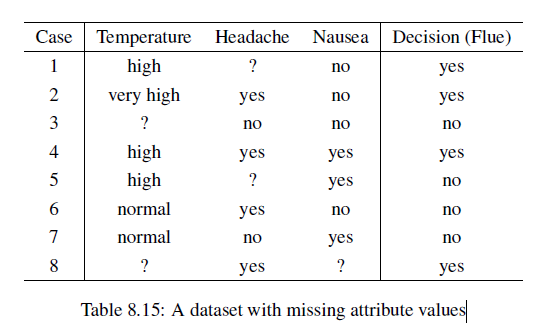 Case Temperature Headache Nausea Decision (Flue)
1 high ? no yes
2 very high yes no yes
3 ? no no no
4 high yes yes yes
5 high ? yes no
6 normal yes no no
7 normal no yes no
8 ? yes ? yes
Table 8.15: A dataset with missing attribute values